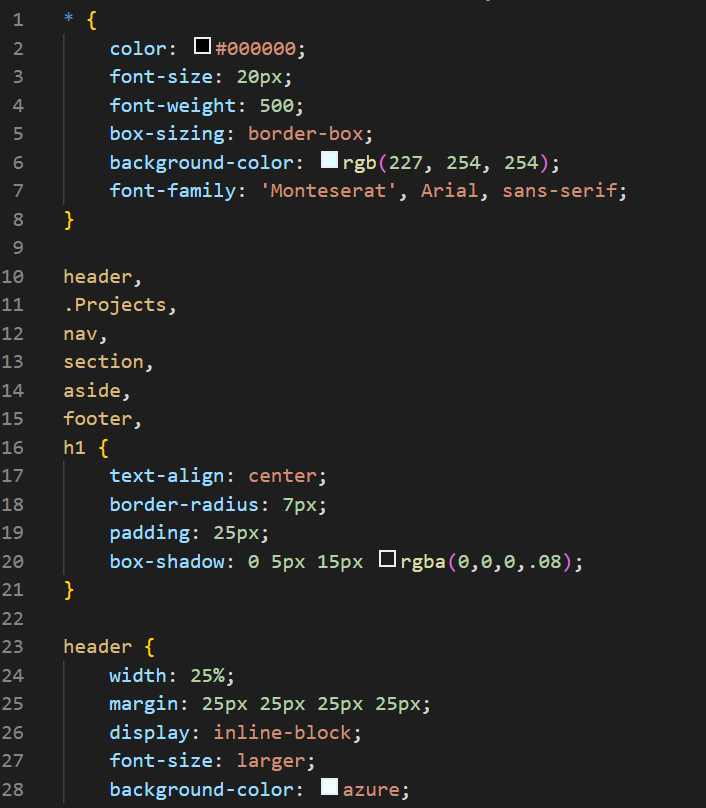 1 * {
2 color: #000000;
3 font-size: 20px;
4 font-weight: 500;
5 box-sizing: border-box;
6 background-color: rgb(227, 254, 254);
7 font-family: 'Monteserat', Arial, sans-serif;
8 }
9
10 header,
11 .Projects,
12 nav,
13 section,
14 aside,
15 footer,
16 h1 {
17 text-align: center;
18 border-radius: 7px;
19 padding: 25px;
20 box-shadow: 0 5px 15px rgba(0,0,0,.08);
21 }
22
23 header {
24 width: 25%;
25 margin: 25px 25px 25px 25px;
26 display: inline-block;
27 font-size: larger;
28 background-color: azure;